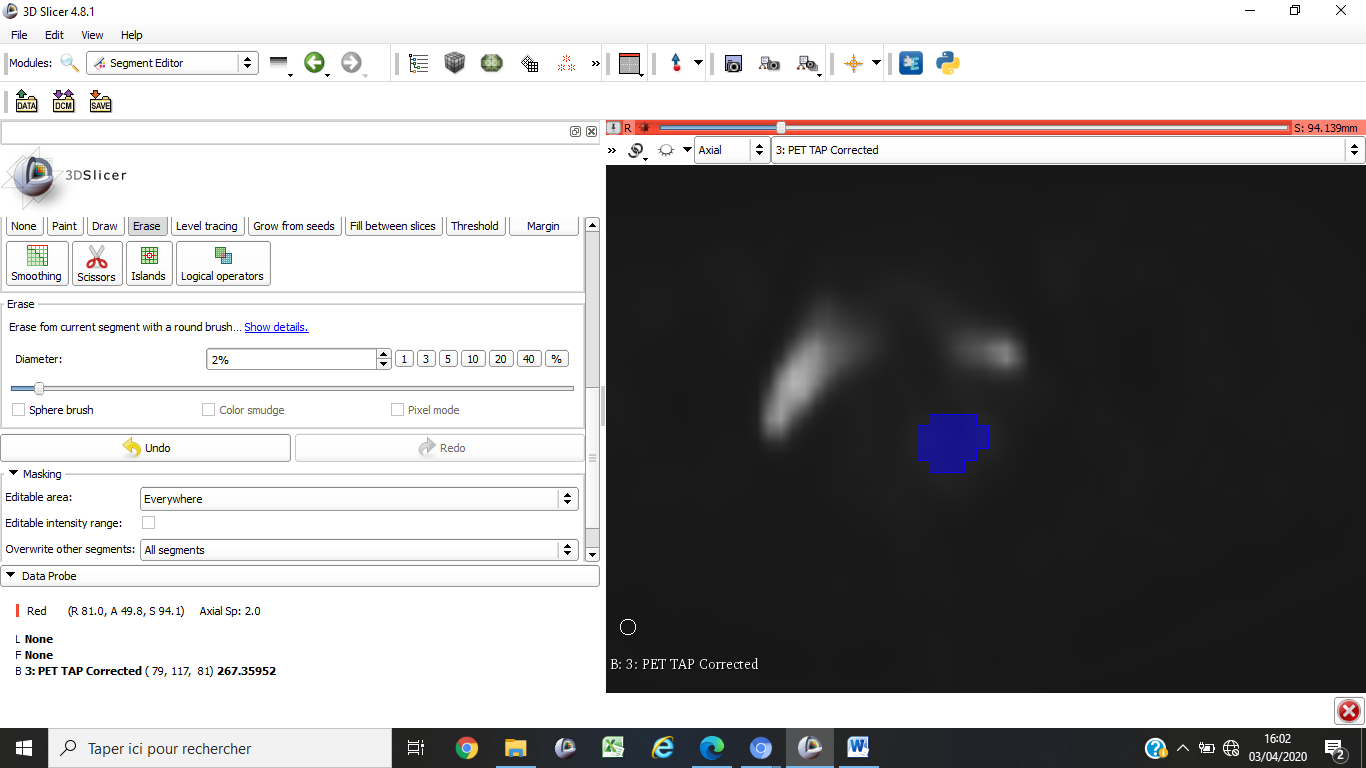 3D Slicer 4.8.1
File Edit View Help
Modules: Segment Editor
DATA DCM SAVE
R S: 94.139mm
Axial 3: PET TAP Corrected
3DSlicer
None Paint Draw Erase Level tracing Grow from seeds Fill between slices Threshold Margin
Smoothing Scissors Islands Logical operators
Erase
Erase fom current segment with a round brush... Show details.
Diameter: 2% 1 3 5 10 20 40 %
Sphere brush Color smudge Pixel mode
Undo Redo
Masking
Editable area: Everywhere
Editable intensity range:
Overwrite other segments: All segments
Data Probe
Red (R 81.0, A 49.8, S 94.1) Axial Sp: 2.0
L None
F None
B 3: PET TAP Corrected ( 79, 117, 81) 267.35952
B: 3: PET TAP Corrected
Taper ici pour rechercher
16:02
03/04/2020
2